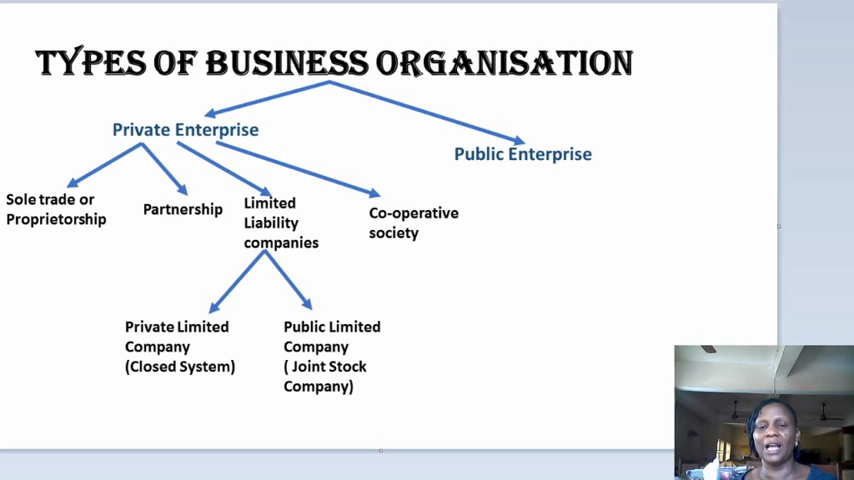 TYPES OF BUSINESS ORGANISATION
Private Enterprise
Public Enterprise
Sole trade or
Proprietorship
Partnership
Limited
Liability
companies
Co-operative
society
Private Limited
Company
(Closed System)
Public Limited
Company
( Joint Stock
Company)